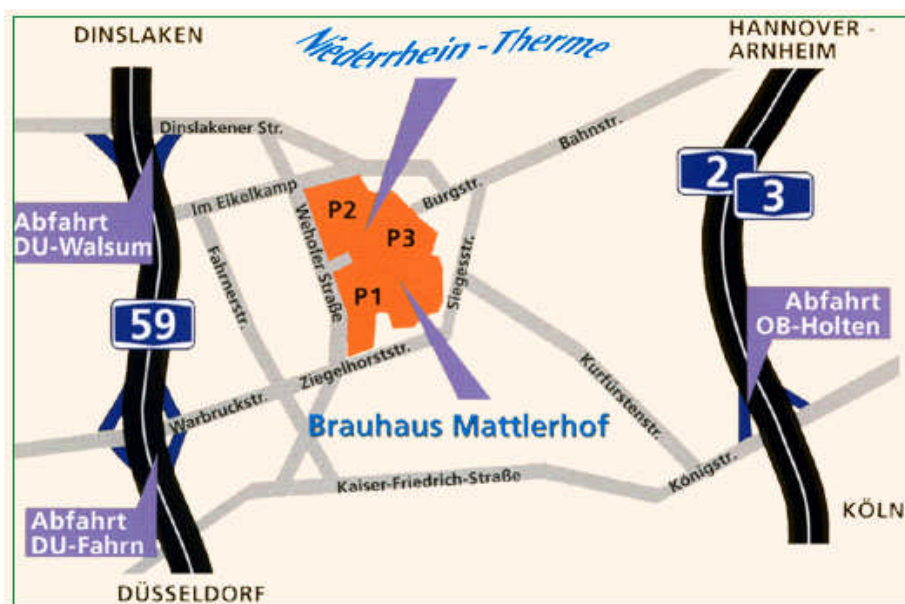 DINSLAKEN
Niederrhein-Therme
HANNOVER -
ARNHEIM
Dinslakener Str.
Bahnstr.
Im Eikelkamp
Burgstr.
2
3
P2
P3
P1
Abfahrt
DU-Walsum
Wehofer Straße
Fahrnerstr.
Siegesstr.
59
Abfahrt
OB-Holten
Ziegelhorststr.
Warbruckstr.
Kurfürstenstr.
Brauhaus Mattlerhof
Kaiser-Friedrich-Straße
Königstr.
Abfahrt
DU-Fahrn
KÖLN
DÜSSELDORF